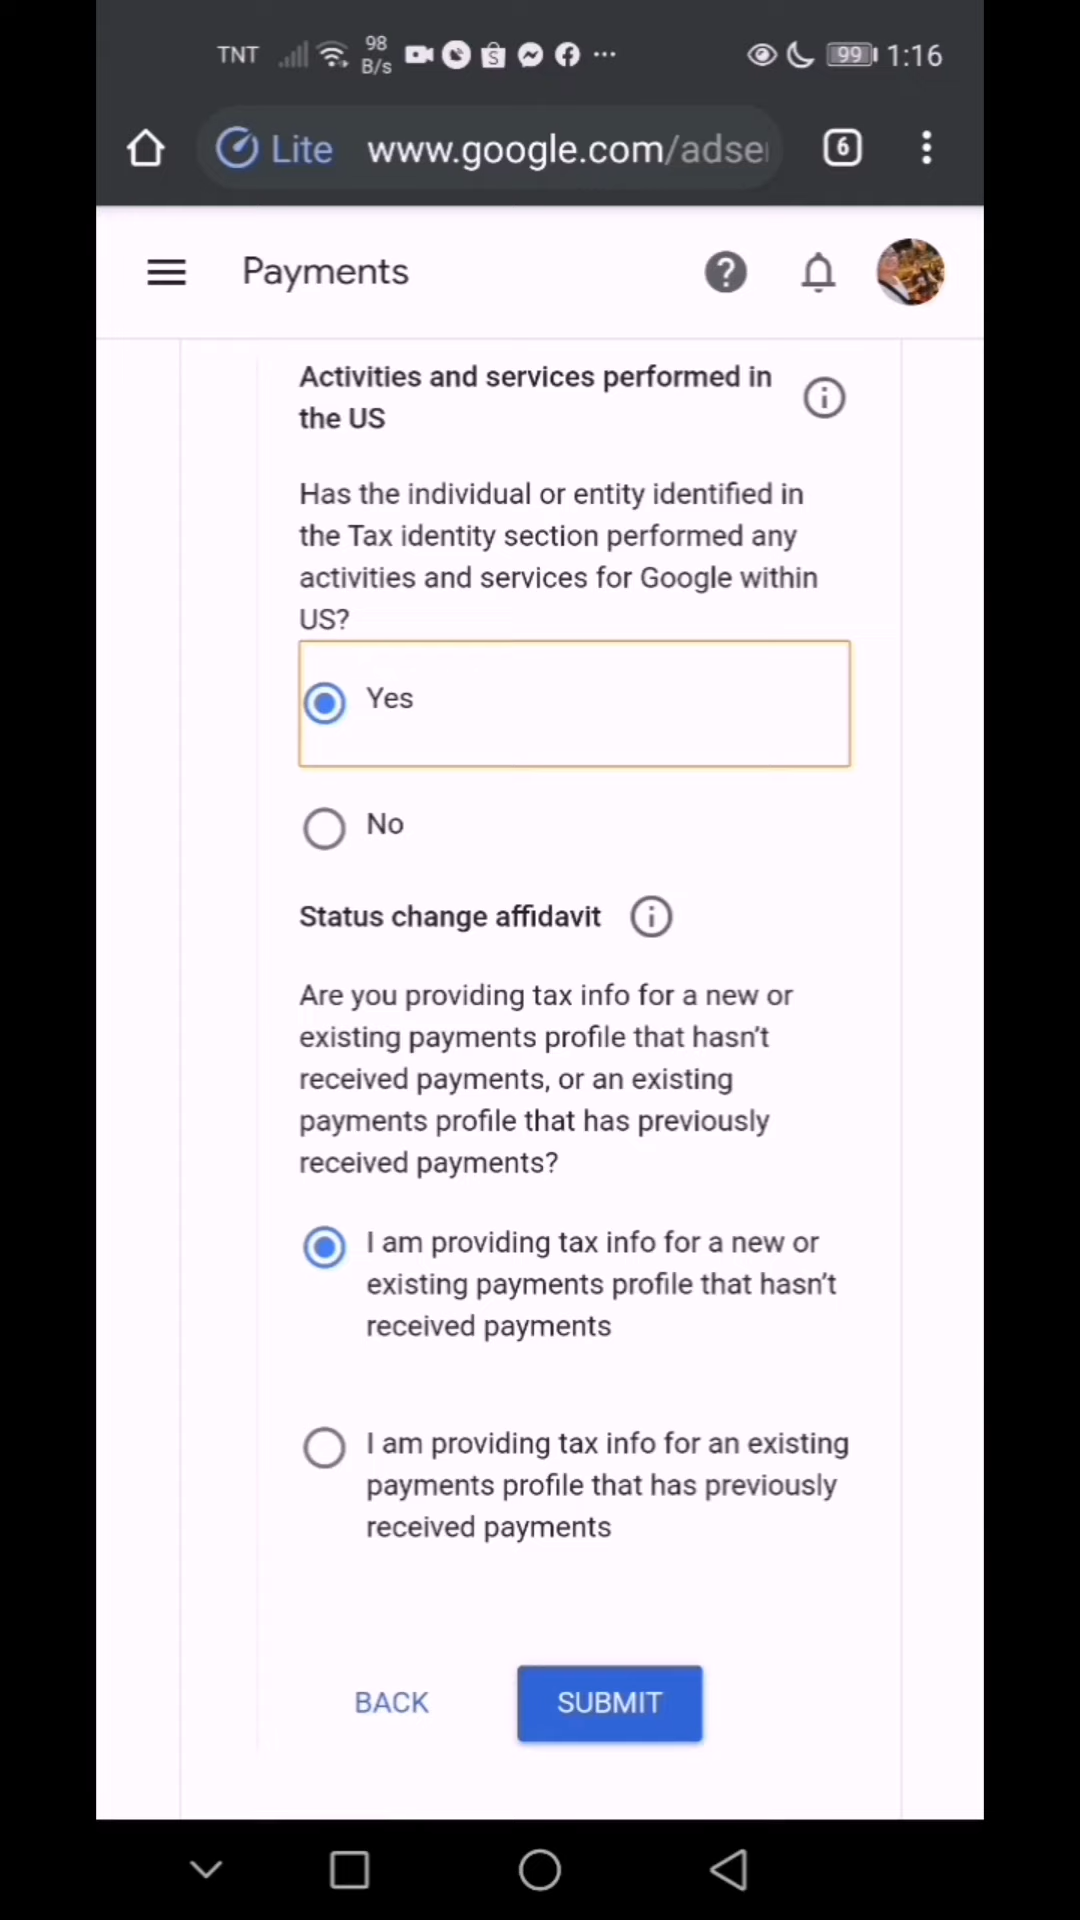 TNT 98 B/s ... 99 1:16
Lite www.google.com/adse 6
Payments
Activities and services performed in
the US
Has the individual or entity identified in
the Tax identity section performed any
activities and services for Google within
US?
Yes
No
Status change affidavit
Are you providing tax info for a new or
existing payments profile that hasn't
received payments, or an existing
payments profile that has previously
received payments?
I am providing tax info for a new or
existing payments profile that hasn't
received payments
I am providing tax info for an existing
payments profile that has previously
received payments
BACK SUBMIT